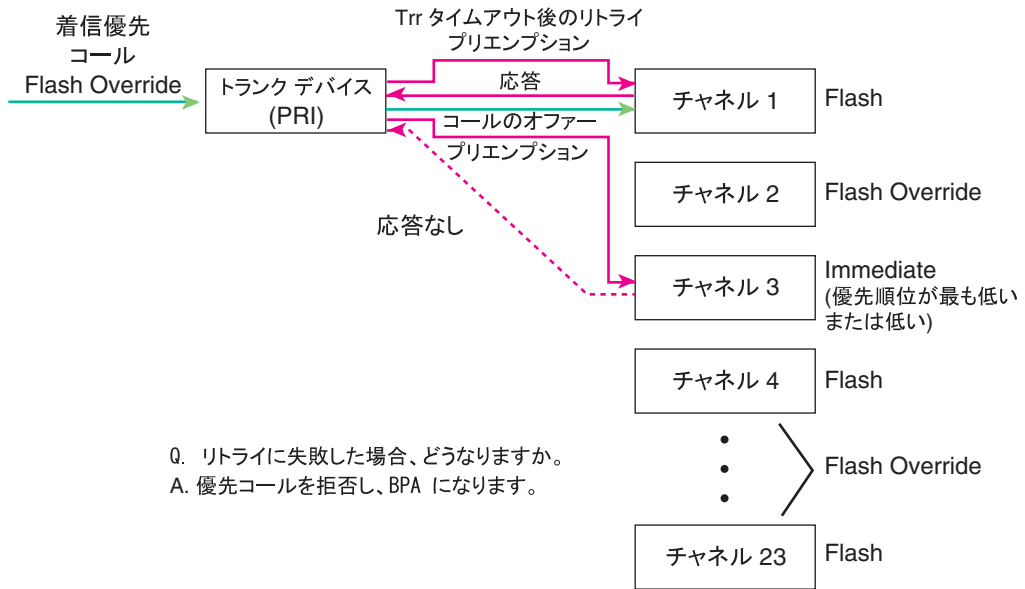 着信優先
コール
Flash Override
トランク デバイス
(PRI)
Trr タイムアウト後のリトライ
プリエンプション
応答
コールのオファー
プリエンプション
応答なし
チャネル 1
Flash
チャネル 2
Flash Override
チャネル 3
Immediate
(優先順位が最も低い
または低い)
チャネル 4
Flash
Flash Override
チャネル 23
Flash
Q. リトライに失敗した場合、どうなりますか。
A. 優先コールを拒否し、BPA になります。